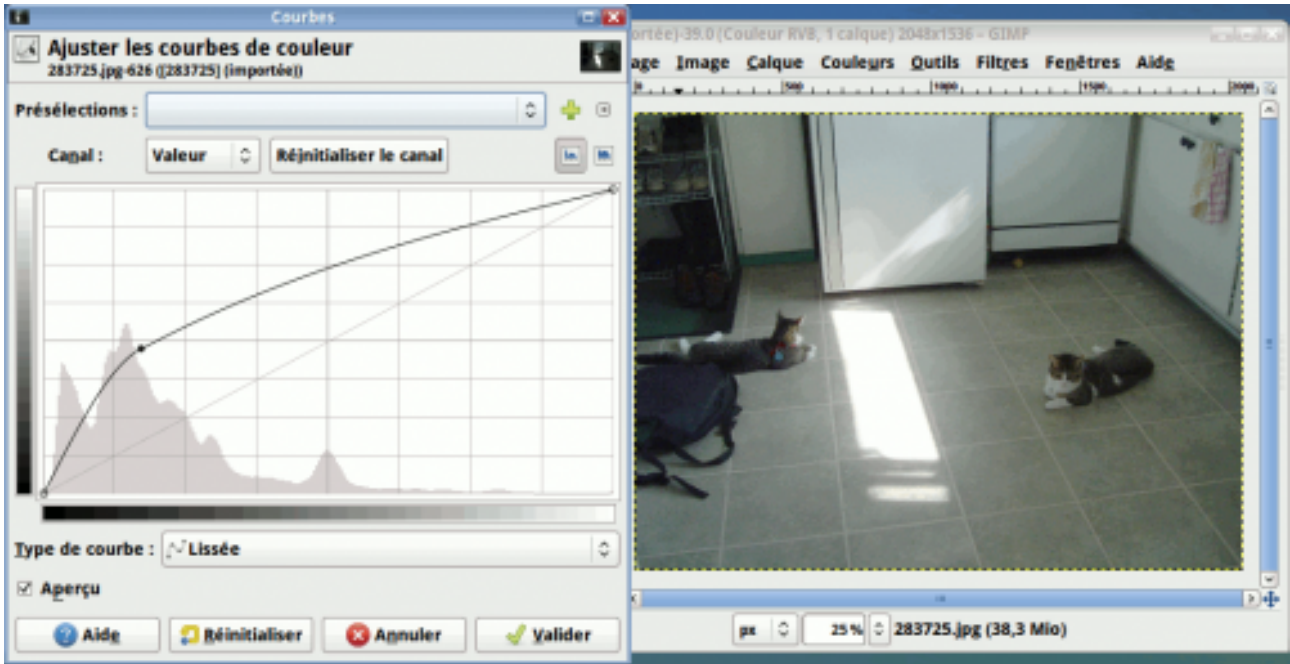 Courbes
Ajuster les courbes de couleur
283725.jpg-626 ([283725] (importée))
Présélections :
Canal :
Valeur
Réinitialiser le canal
Type de courbe :
Lissée
Aperçu
Aide
Réinitialiser
Annuler
Valider
ortée)-39.0 (Couleur RVB, 1 calque) 2048x1536 – GIMP
age Image Calque Couleurs Outils Filtres Fenêtres Aide
0 500 1000 1500 2000
px
25 %
283725.jpg (38,3 Mio)